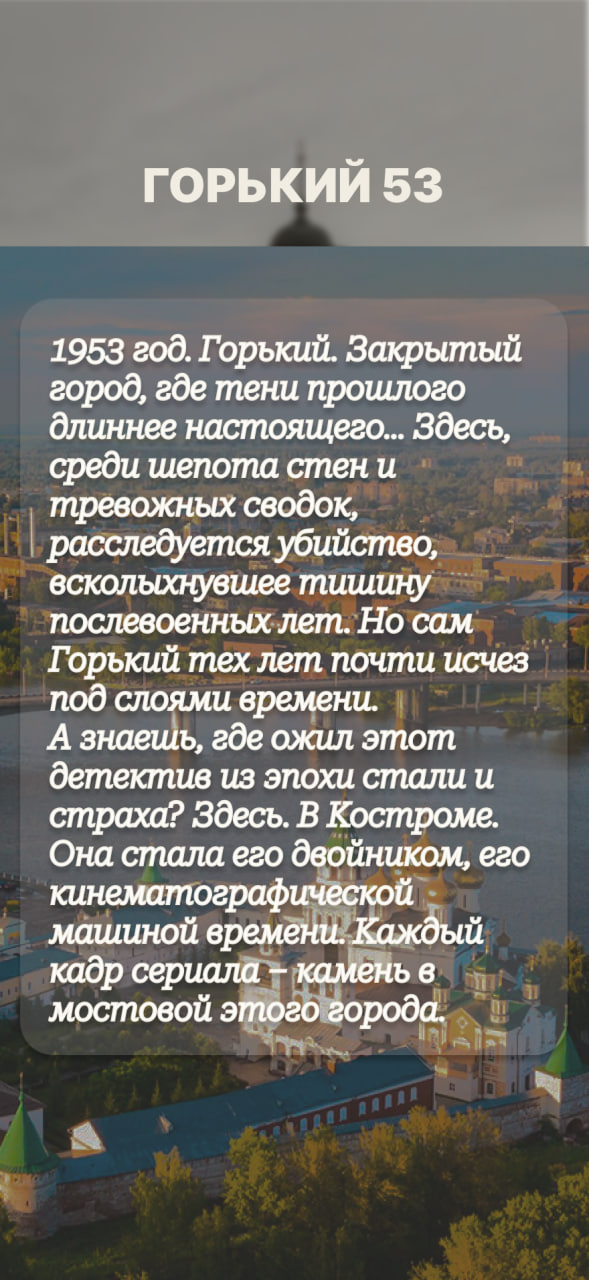 ГОРЬКИЙ 53
1953 год. Горький. Закрытый
город, где тени прошлого
длиннее настоящего... Здесь,
среди шепота стен и
тревожных сводок,
расследуется убийство,
всколыхнувшее тишину
послевоенных лет. Но сам
Горький тех лет почти исчез
под слоями времени.
А знаешь, где ожил этот
детектив из эпохи стали и
страха? Здесь. В Костроме.
Она стала его двойником, его
кинематографической
машиной времени. Каждый
кадр сериала – камень в
мостовой этого города.